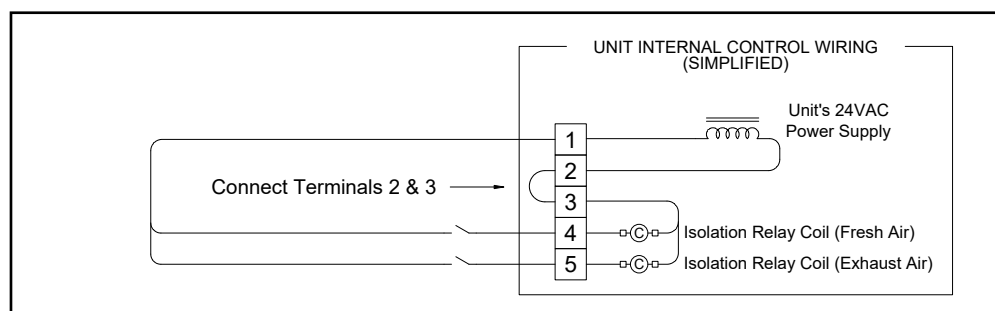 UNIT INTERNAL CONTROL WIRING
(SIMPLIFIED)
Unit's 24VAC
Power Supply
1
2
Connect Terminals 2 & 3
3
4
C
Isolation Relay Coil (Fresh Air)
5
C
Isolation Relay Coil (Exhaust Air)